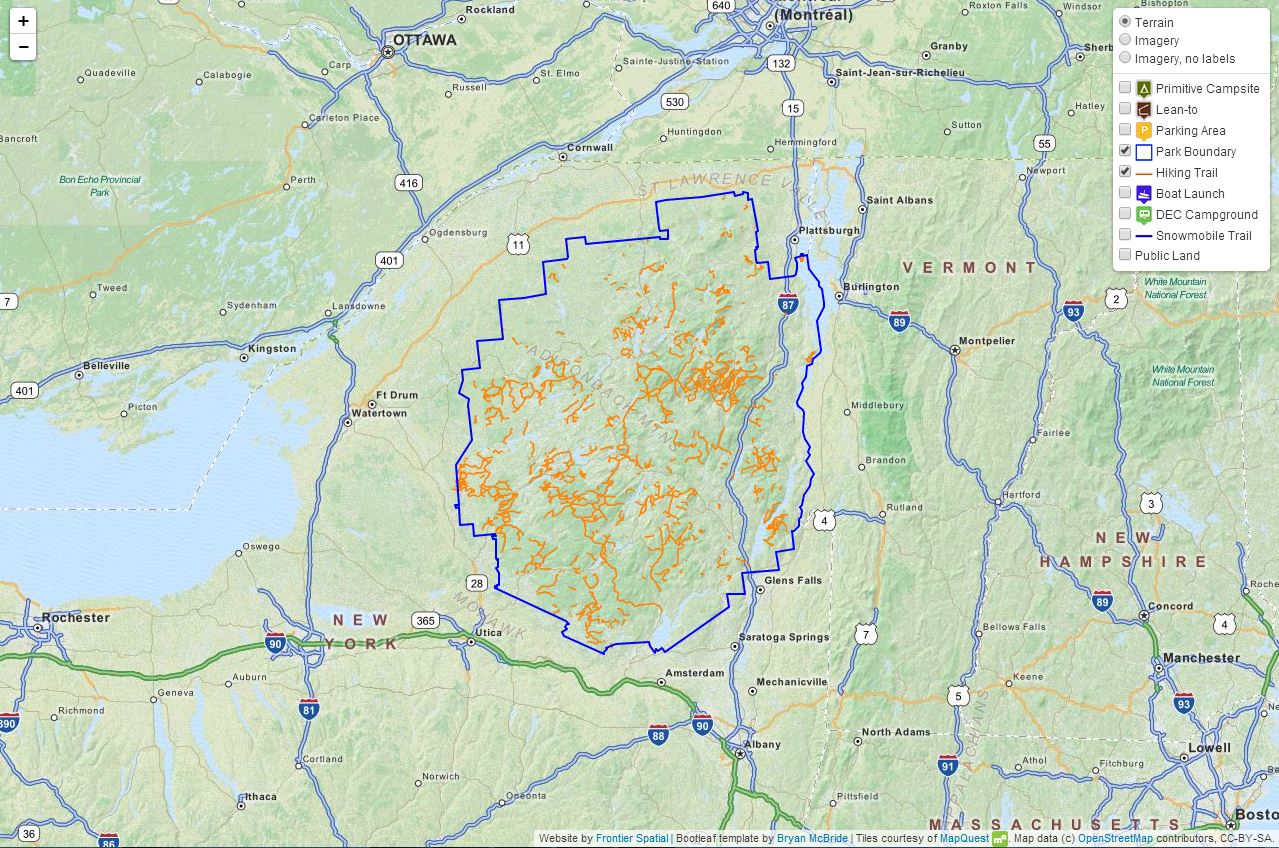 +
−
Rockland
640
(Montréal)
Roxton Falls
Windsor
Bishopton
OTTAWA
Granby
Sherb
Quadeville
Calabogie
Carp
St. Elmo
Sainte-Justine-Station
132
Saint-Jean-sur-Richelieu
Russell
530
15
Hatley
Carleton Place
Bancroft
Huntingdon
Sutton
Cornwall
Hemmingford
55
Newport
Bon Echo Provincial
Park
Perth
416
ST LAWRENCE
Saint Albans
Ogdensburg
11
Plattsburgh
401
VERMONT
Tweed
7
Sydenham
Lansdowne
Burlington
87
89
93
2
White Mountain
National Forest
Kingston
Belleville
Montpelier
ADIRONDACK MTN
White Mountain
National Forest
401
Picton
Ft Drum
Watertown
Middlebury
Fairlee
Brandon
Hartford
Rutland
4
3
Oswego
NEW
HAMPSHIRE
28
Glens Falls
Roche
MOHAWK
89
Concord
Rochester
NEW
YORK
365
90
Utica
Saratoga Springs
7
Bellows Falls
4
Amsterdam
Manchester
Auburn
Geneva
Mechanicville
Keene
5
93
Richmond
81
390
88
90
North Adams
APPALACHIANS
Albany
Lowell
Cortland
91
Athol
Fitchburg
Norwich
Ithaca
Oneonta
Pittsfield
36
86
MASSACHUSETTS
Bosto
Terrain
Imagery
Imagery, no labels
Primitive Campsite
Lean-to
P Parking Area
Park Boundary
Hiking Trail
Boat Launch
DEC Campground
Snowmobile Trail
Public Land
Website by Frontier Spatial | Bootleaf template by Bryan McBride | Tiles courtesy of MapQuest m. Map data (c) OpenStreetMap contributors, CC-BY-SA.